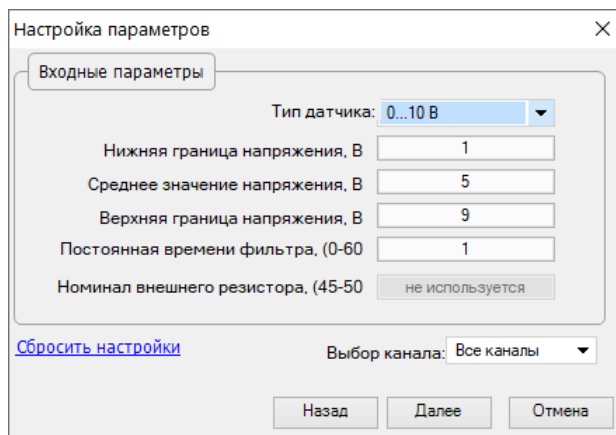 Настройка параметров
Входные параметры
Тип датчика: 0...10 В
Нижняя граница напряжения, В 1
Среднее значение напряжения, В 5
Верхняя граница напряжения, В 9
Постоянная времени фильтра, (0-60 1
Номинал внешнего резистора, (45-50 не используется
Сбросить настройки Выбор канала: Все каналы
Назад Далее Отмена